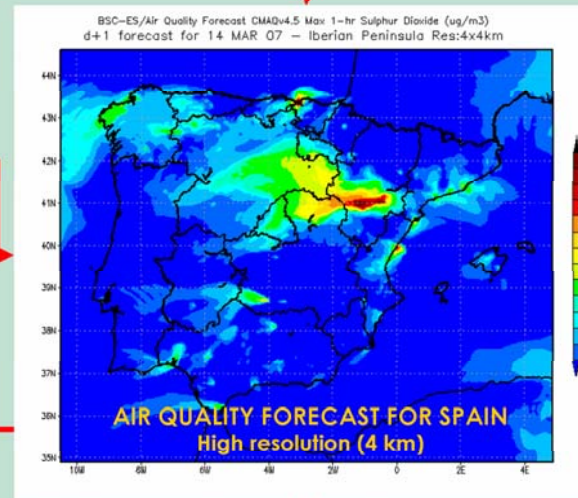 BSC-ES/Air Quality Forecast CMAQv4.5 Max 1-hr Sulphur Dioxide (ug/m3)
d+1 forecast for 14 MAR 07 - Iberian Peninsula Res:4x4km
44N
43N
42N
41N
40N
39N
38N
37N
36N
35N
AIR QUALITY FORECAST FOR SPAIN
High resolution (4 km)
10W 8W 6W 4W 2W 0 2E 4E